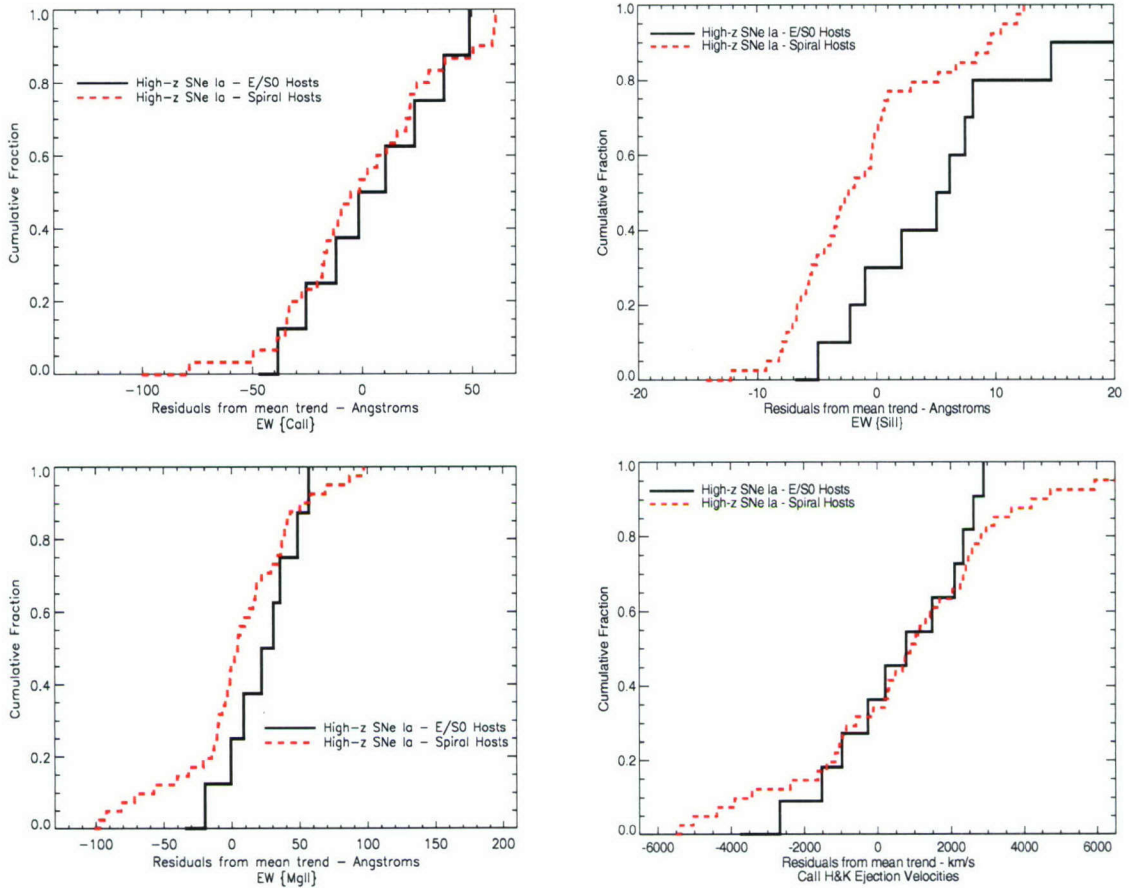 1.0
0.8
0.6
0.4
0.2
0.0
Cumulative Fraction
High-z SNe Ia - E/S0 Hosts
High-z SNe Ia - Spiral Hosts
-100 -50 0 50
Residuals from mean trend - Angstroms
EW {CaII}
1.0
0.8
0.6
0.4
0.2
0.0
Cumulative Fraction
High-z SNe Ia - E/S0 Hosts
High-z SNe Ia - Spiral Hosts
-20 -10 0 10 20
Residuals from mean trend - Angstroms
EW {SiII}
1.0
0.8
0.6
0.4
0.2
0.0
Cumulative Fraction
High-z SNe Ia - E/S0 Hosts
High-z SNe Ia - Spiral Hosts
-100 -50 0 50 100 150 200
Residuals from mean trend - Angstroms
EW {MgII}
1.0
0.8
0.6
0.4
0.2
0.0
Cumulative Fraction
High-z SNe Ia - E/S0 Hosts
High-z SNe Ia - Spiral Hosts
-6000 -4000 -2000 0 2000 4000 6000
Residuals from mean trend - km/s
CaII H&K Ejection Velocities